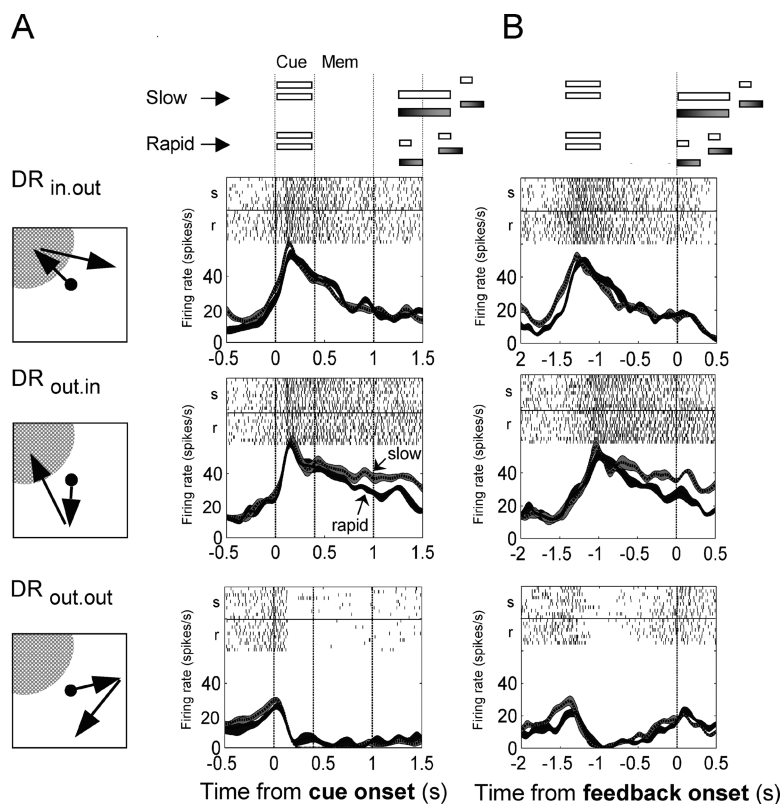 A
B
Cue Mem
Slow
Rapid
DR in.out
s
r
Firing rate (spikes/s)
40
20
0
-0.5 0 0.5 1 1.5
s
r
Firing rate (spikes/s)
40
20
0
-2 -1.5 -1 -0.5 0 0.5
DR out.in
s
r
slow
rapid
Firing rate (spikes/s)
60
40
20
0
-0.5 0 0.5 1 1.5
s
r
Firing rate (spikes/s)
60
40
20
0
-2 -1.5 -1 -0.5 0 0.5
DR out.out
s
r
Firing rate (spikes/s)
40
20
0
-0.5 0 0.5 1 1.5
Time from cue onset (s)
s
r
Firing rate (spikes/s)
40
20
0
-2 -1.5 -1 -0.5 0 0.5
Time from feedback onset (s)